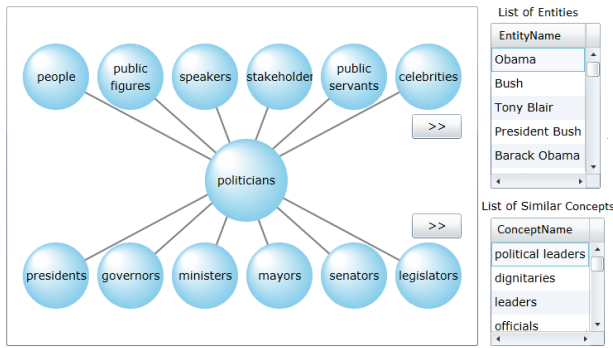 people
public
figures
speakers
stakeholder
public
servants
celebrities
>>
politicians
>>
presidents
governors
ministers
mayors
senators
legislators
List of Entities
EntityName
Obama
Bush
Tony Blair
President Bush
Barack Obama
List of Similar Concepts
ConceptName
political leaders
dignitaries
leaders
officials